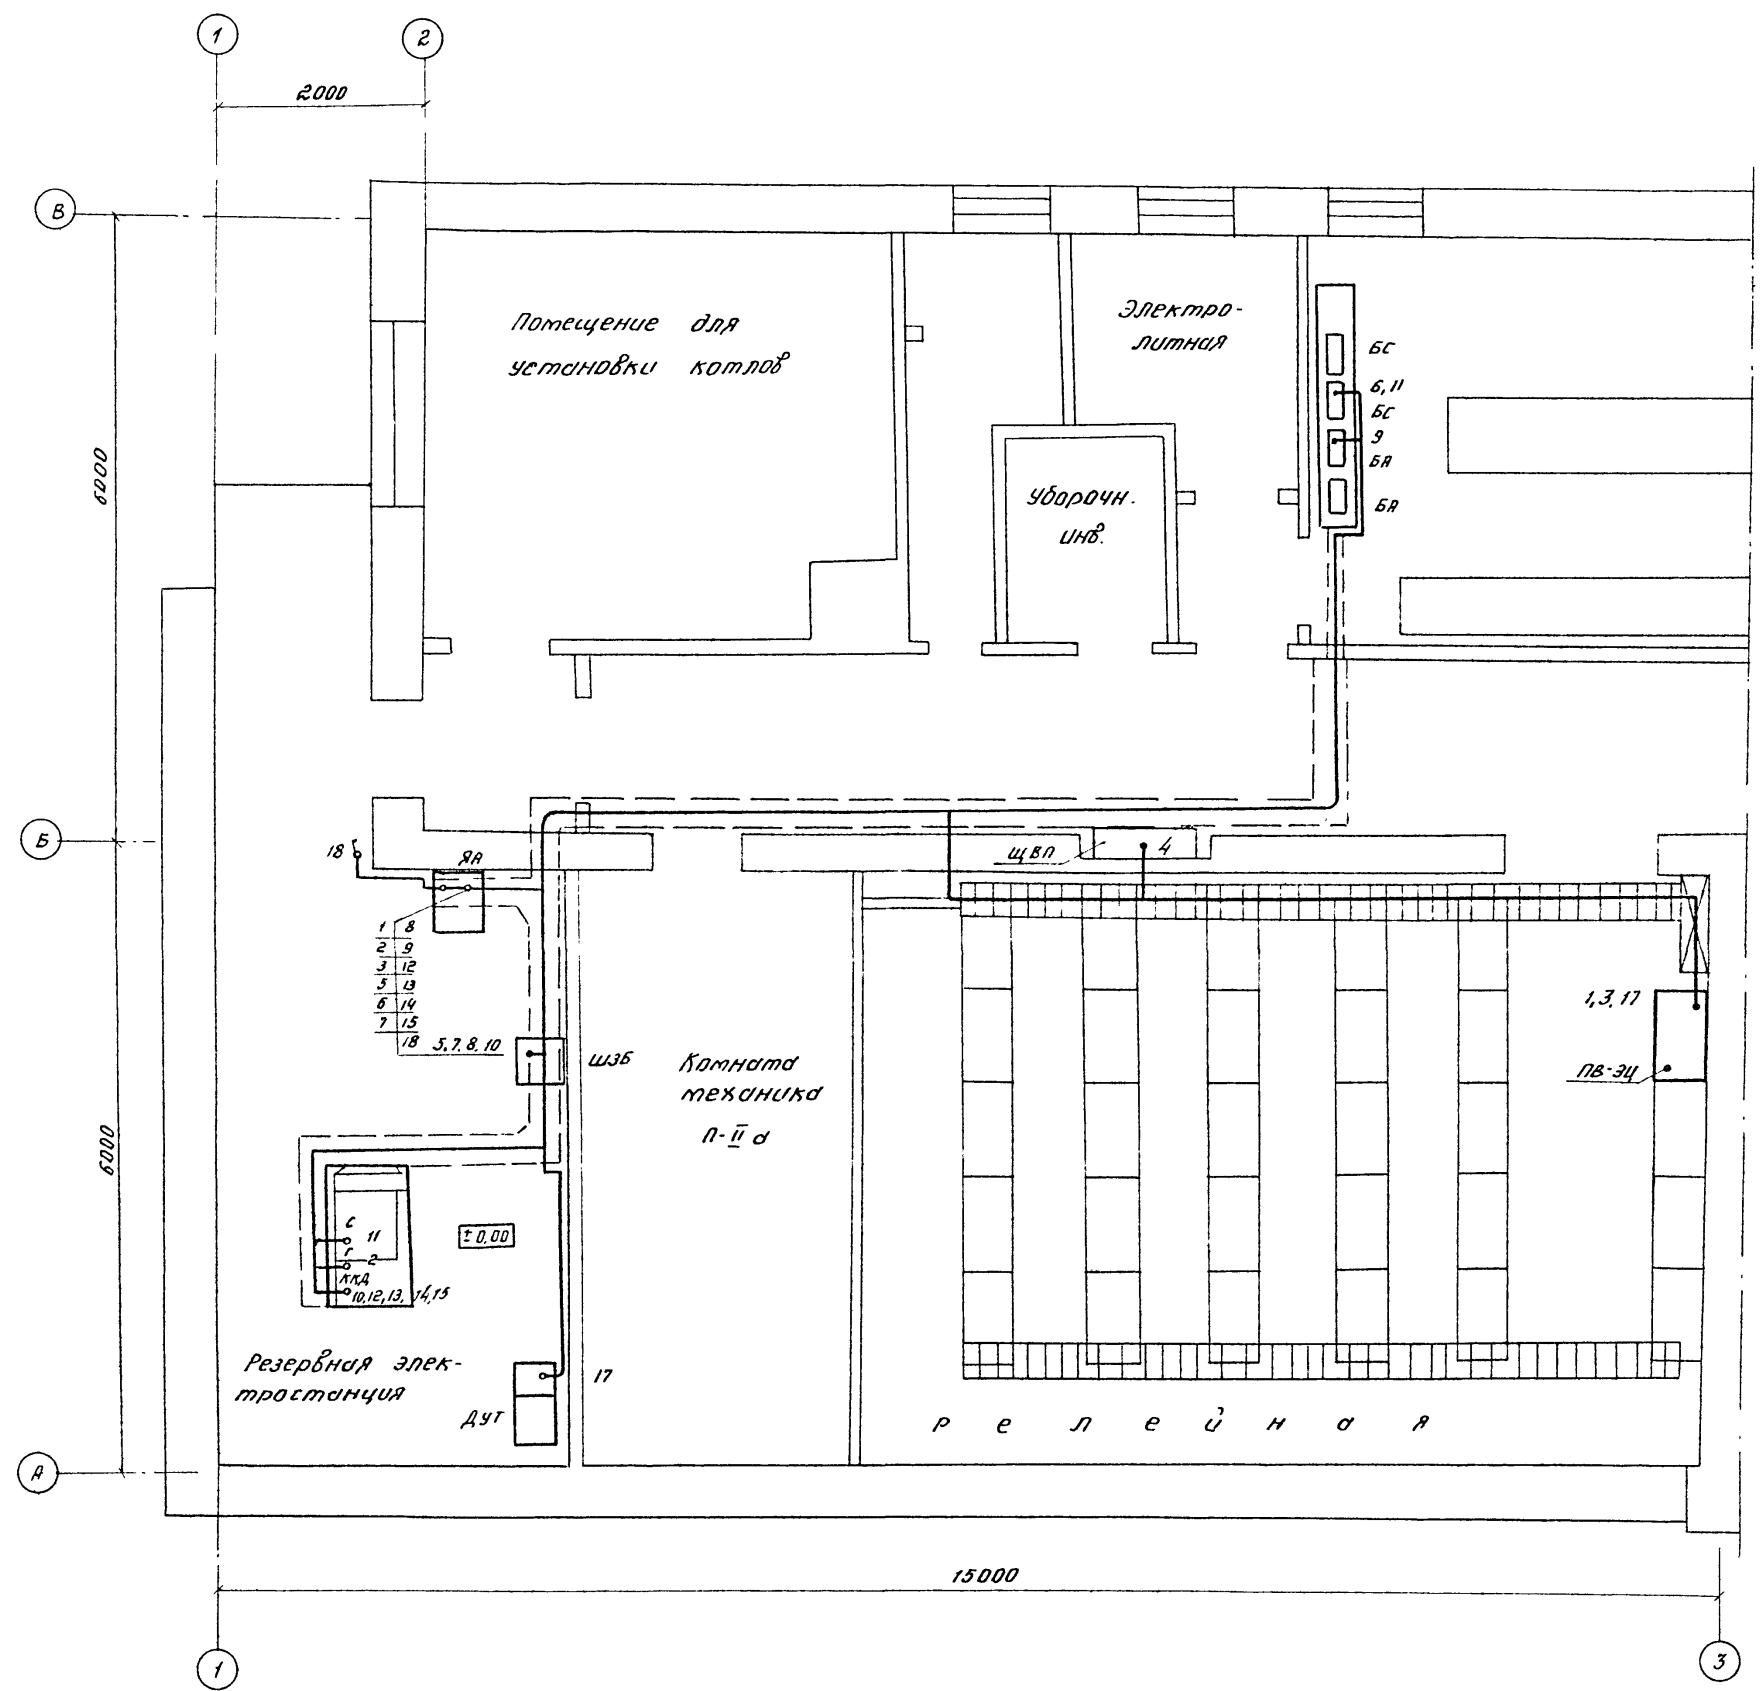 1
2
2000
В
Помещение для
установки котлов
Электро-
литная
БС
6, 11
БС
9
БА
БА
6000
Уборочн.
инв.
Б
18
ЯА
ЩВП
4
1 8
2 9
3 12
5 13
6 14
7 15
18 5, 7, 8, 10
ШЗБ
Комната
механика
П-II а
1, 3, 17
ПВ-ЭЦ
6000
С
11
Г
2
ККД
10, 12, 13, 14, 15
± 0,00
Резервная элек-
тростанция
17
ДУТ
Релейная
А
15000
1
3